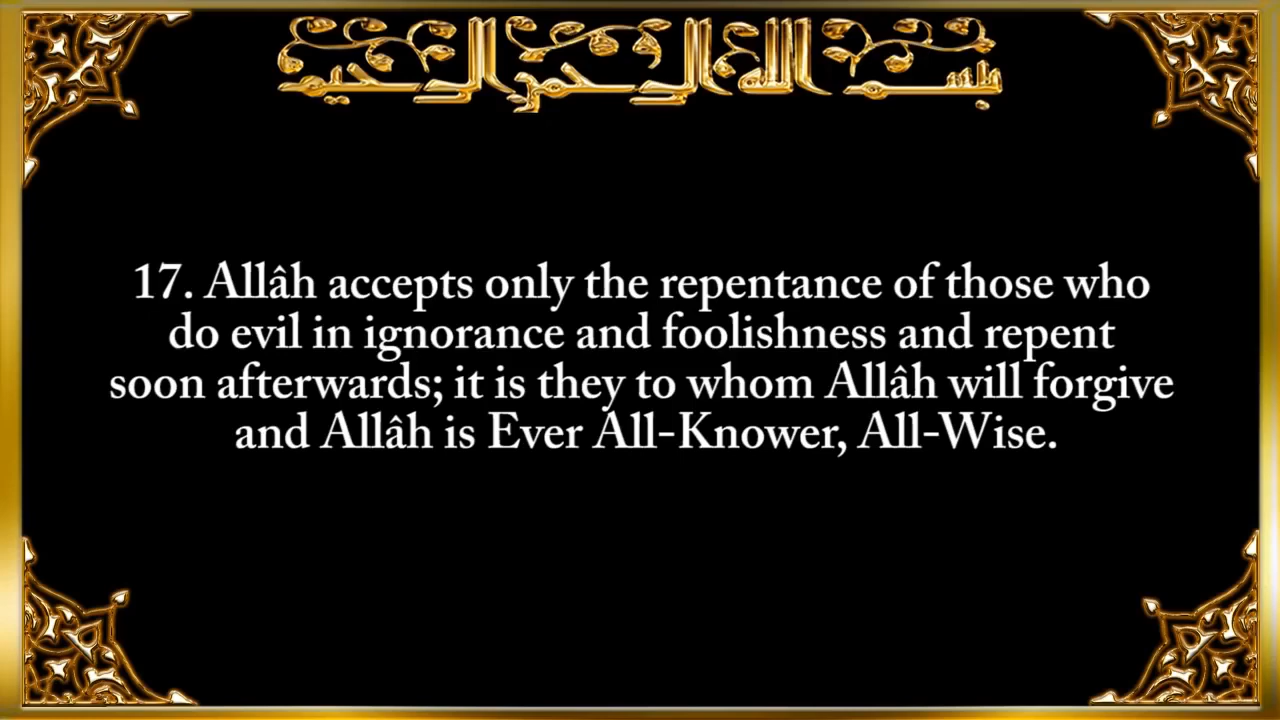 بسم الله الرحمن الرحيم
17. Allâh accepts only the repentance of those who
do evil in ignorance and foolishness and repent
soon afterwards; it is they to whom Allâh will forgive
and Allâh is Ever All-Knower, All-Wise.